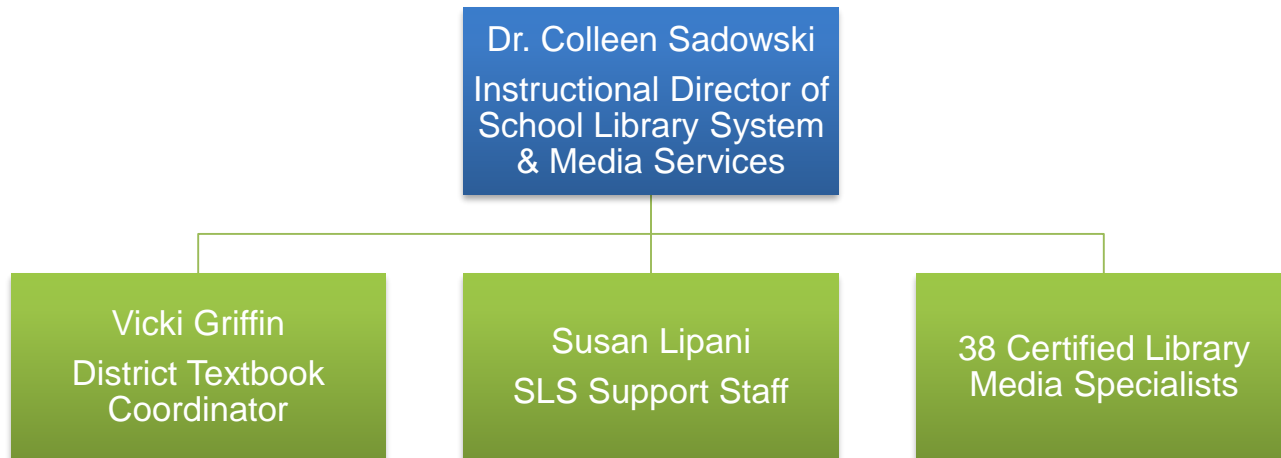 Dr. Colleen Sadowski
Instructional Director of
School Library System
& Media Services
Vicki Griffin
District Textbook
Coordinator
Susan Lipani
SLS Support Staff
38 Certified Library
Media Specialists